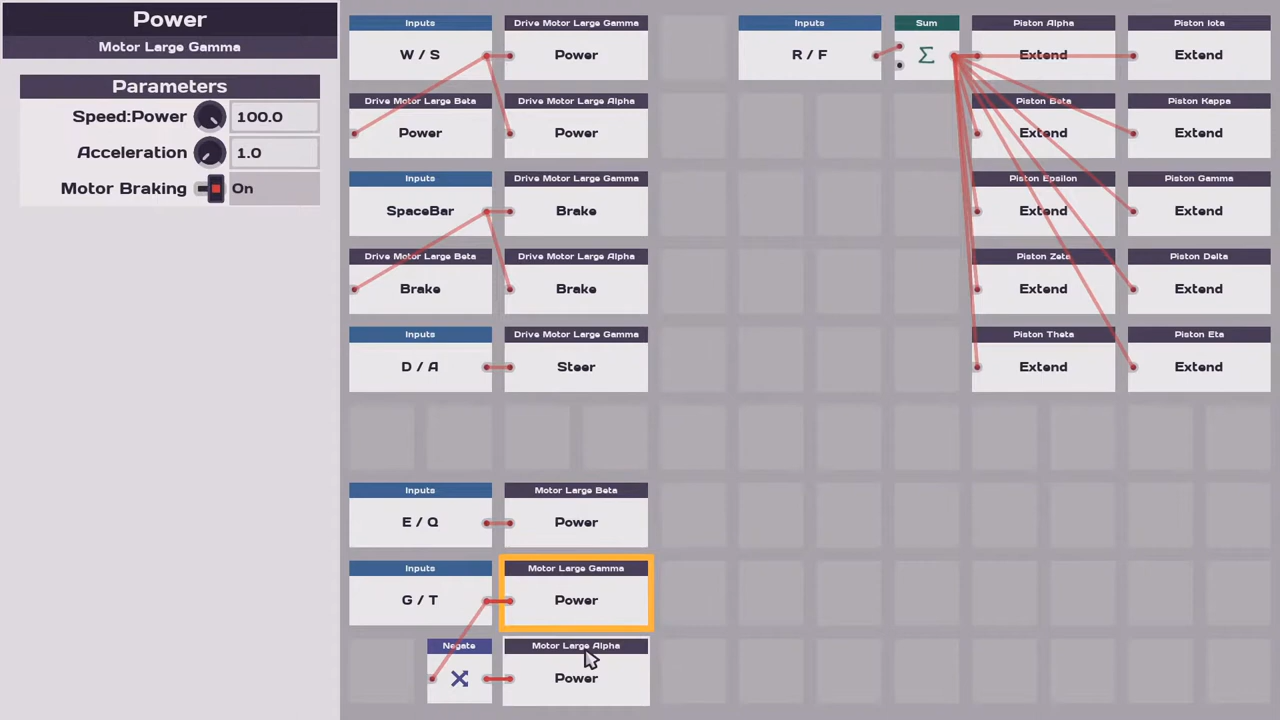 Power
Motor Large Gamma
Parameters
Speed:Power 100.0
Acceleration 1.0
Motor Braking On
Inputs
W / S
Drive Motor Large Gamma
Power
Drive Motor Large Beta
Power
Drive Motor Large Alpha
Power
Inputs
SpaceBar
Drive Motor Large Gamma
Brake
Drive Motor Large Beta
Brake
Drive Motor Large Alpha
Brake
Inputs
D / A
Drive Motor Large Gamma
Steer
Inputs
E / Q
Motor Large Beta
Power
Inputs
G / T
Motor Large Gamma
Power
Negate
Motor Large Alpha
Power
Inputs
R / F
Sum
Σ
Piston Alpha
Extend
Piston Iota
Extend
Piston Beta
Extend
Piston Kappa
Extend
Piston Epsilon
Extend
Piston Gamma
Extend
Piston Zeta
Extend
Piston Delta
Extend
Piston Theta
Extend
Piston Eta
Extend